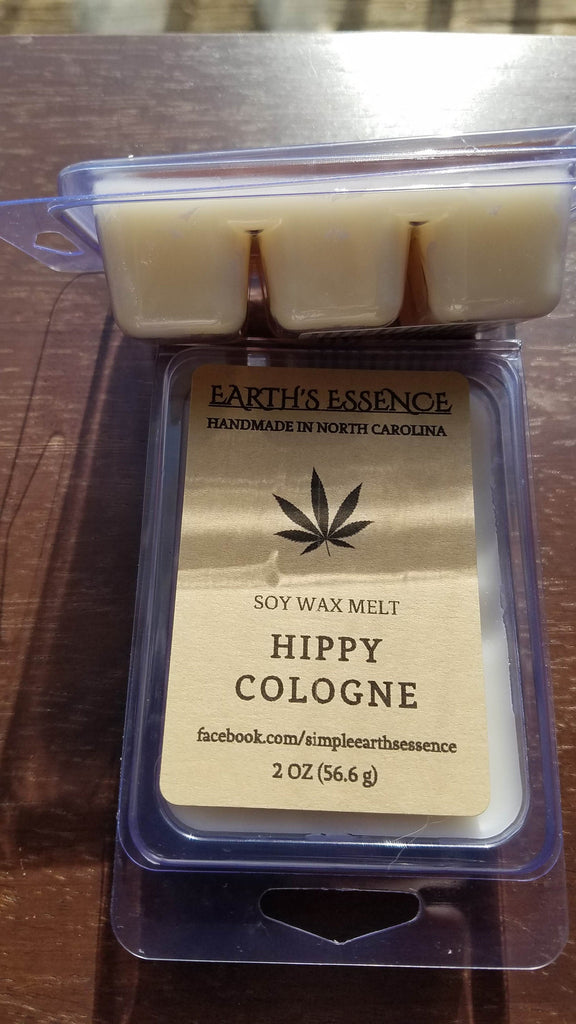 EARTH'S ESSENCE
HANDMADE IN NORTH CAROLINA
SOY WAX MELT
HIPPY
COLOGNE
facebook.com/simpleearthsessence
2 OZ (56.6 g)